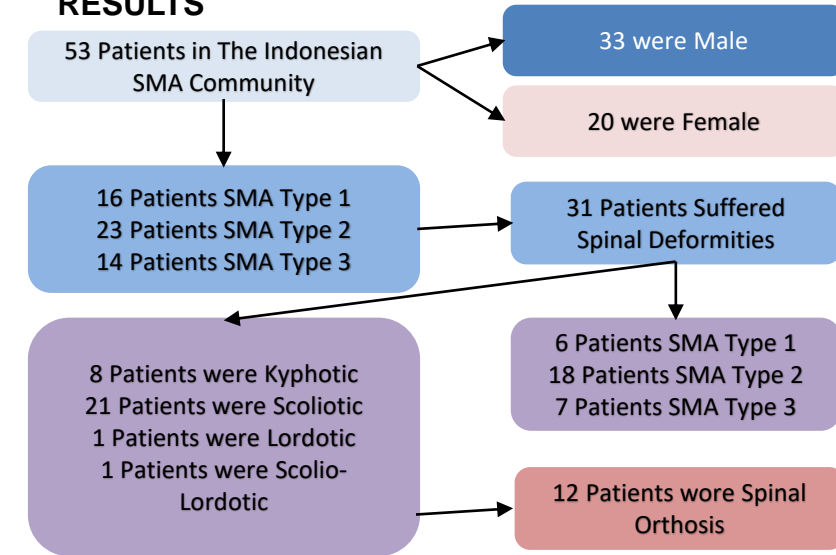 RESULTS
53 Patients in The Indonesian
SMA Community
33 were Male
20 were Female
16 Patients SMA Type 1
23 Patients SMA Type 2
14 Patients SMA Type 3
31 Patients Suffered
Spinal Deformities
8 Patients were Kyphotic
21 Patients were Scoliotic
1 Patients were Lordotic
1 Patients were Scolio-
Lordotic
6 Patients SMA Type 1
18 Patients SMA Type 2
7 Patients SMA Type 3
12 Patients wore Spinal
Orthosis